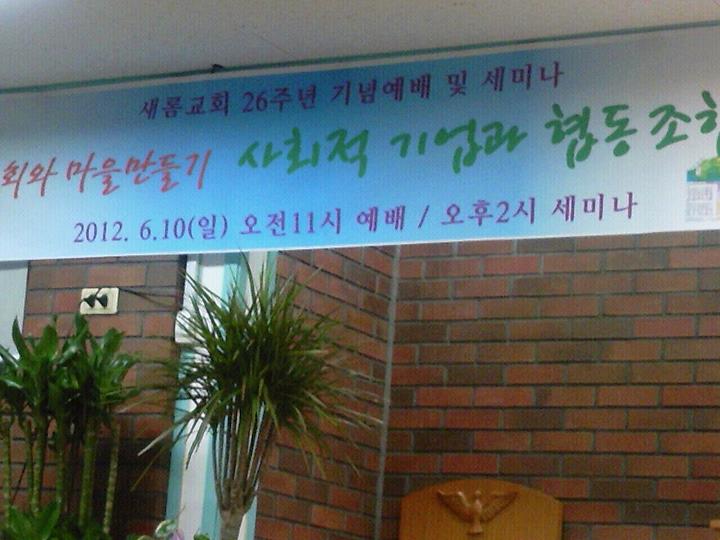 새롬교회 26주년 기념예배 및 세미나
회와 마을만들기 사회적 기업과 협동조합
2012. 6.10(일) 오전11시 예배 / 오후2시 세미나